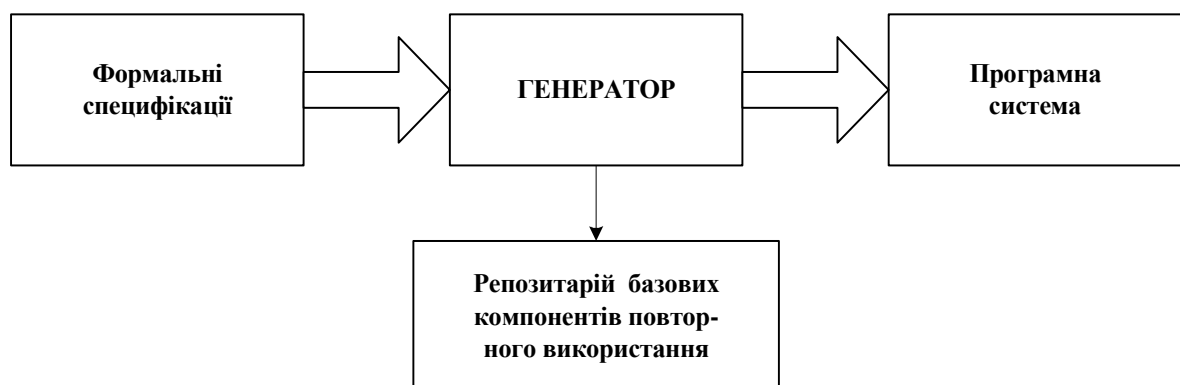 Формальні
специфікації
ГЕНЕРАТОР
Програмна
система
Репозитарій базових
компонентів повтор-
ного використання